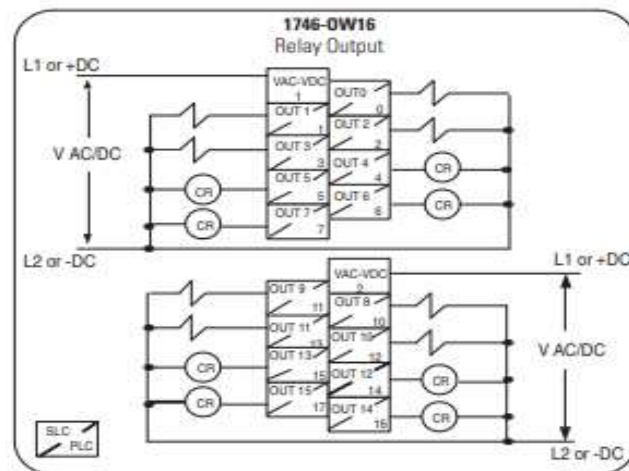 1746-OW16
Relay Output
L1 or +DC
VAC-VDC
1
OUT0
0
OUT 1
1
OUT 2
2
V AC/DC
OUT 3
3
OUT 4
4
CR
CR
OUT 5
5
OUT 6
6
CR
CR
OUT 7
7
L2 or -DC
L1 or +DC
VAC-VDC
2
OUT 9
11
OUT 8
10
OUT 11
13
OUT 10
12
V AC/DC
CR
OUT 13
15
OUT 12
14
CR
CR
OUT 15
17
OUT 14
16
CR
SLC
PLC
L2 or -DC